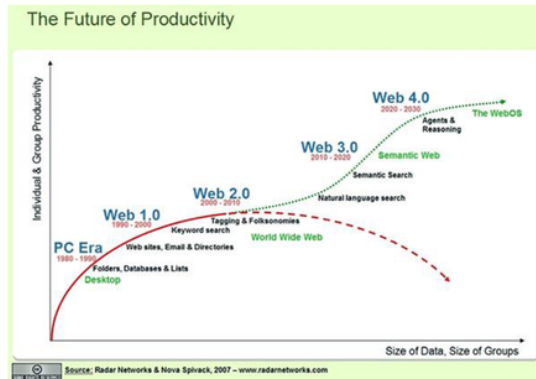 The Future of Productivity
Individual & Group Productivity
Web 4.0
2020 - 2030
The WebOS
Agents &
Reasoning
Web 3.0
2010 - 2020
Semantic Web
Semantic Search
Web 2.0
2000 - 2010
Natural language search
Web 1.0
1990 - 2000
Tagging & Folksonomies
Keyword search
World Wide Web
PC Era
1980 - 1990
Web sites, Email & Directories
Folders, Databases & Lists
Desktop
Size of Data, Size of Groups
Source: Radar Networks & Nova Spivack, 2007 – www.radarnetworks.com